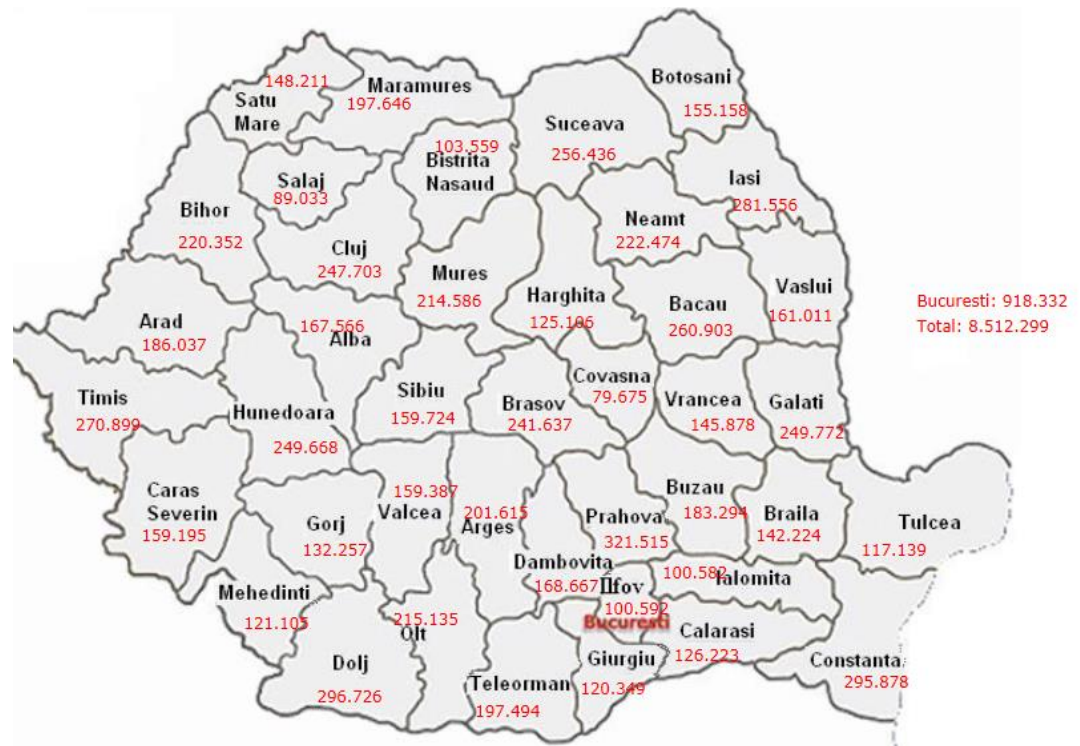 148.211
Satu
Mare
Maramures
197.646
Botosani
155.158
Suceava
256.436
103.559
Bistrita
Nasaud
Salaj
89.033
Iasi
281.556
Bihor
220.352
Cluj
247.703
Neamt
222.474
Mures
214.586
Harghita
125.106
Bacau
260.903
Vaslui
161.011
Bucuresti: 918.332
Total: 8.512.299
Arad
186.037
167.566
Alba
Timis
270.899
Hunedoara
249.668
Sibiu
159.724
Brasov
241.637
Covasna
79.675
Vrancea
145.878
Galati
249.772
Caras
Severin
159.195
Gorj
132.257
159.387
Valcea
201.615
Arges
Prahova
321.515
Buzau
183.294
Braila
142.224
Tulcea
117.139
Dambovita
168.667
Ilfov
100.592
Bucuresti
100.582
Ialomita
Mehedinti
121.105
215.135
Olt
Dolj
296.726
Teleorman
197.494
Giurgiu
120.349
Calarasi
126.223
Constanta
295.878